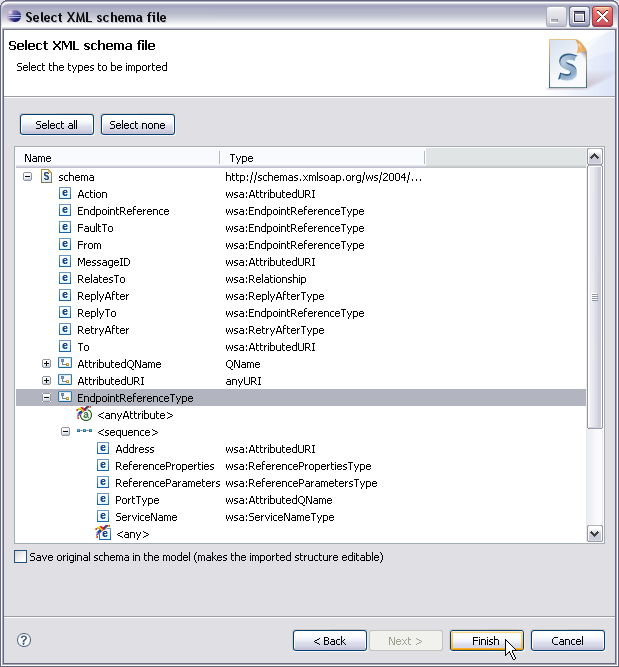 Select XML schema file
Select XML schema file
Select the types to be imported
Select all Select none
Name Type
schema http://schemas.xmlsoap.org/ws/2004/...
Action wsa:AttributedURI
EndpointReference wsa:EndpointReferenceType
FaultTo wsa:EndpointReferenceType
From wsa:EndpointReferenceType
MessageID wsa:AttributedURI
RelatesTo wsa:Relationship
ReplyAfter wsa:ReplyAfterType
ReplyTo wsa:EndpointReferenceType
RetryAfter wsa:RetryAfterType
To wsa:AttributedURI
AttributedQName QName
AttributedURI anyURI
EndpointReferenceType
<anyAttribute>
<sequence>
Address wsa:AttributedURI
ReferenceProperties wsa:ReferencePropertiesType
ReferenceParameters wsa:ReferenceParametersType
PortType wsa:AttributedQName
ServiceName wsa:ServiceNameType
<any>
Save original schema in the model (makes the imported structure editable)
< Back Next > Finish Cancel